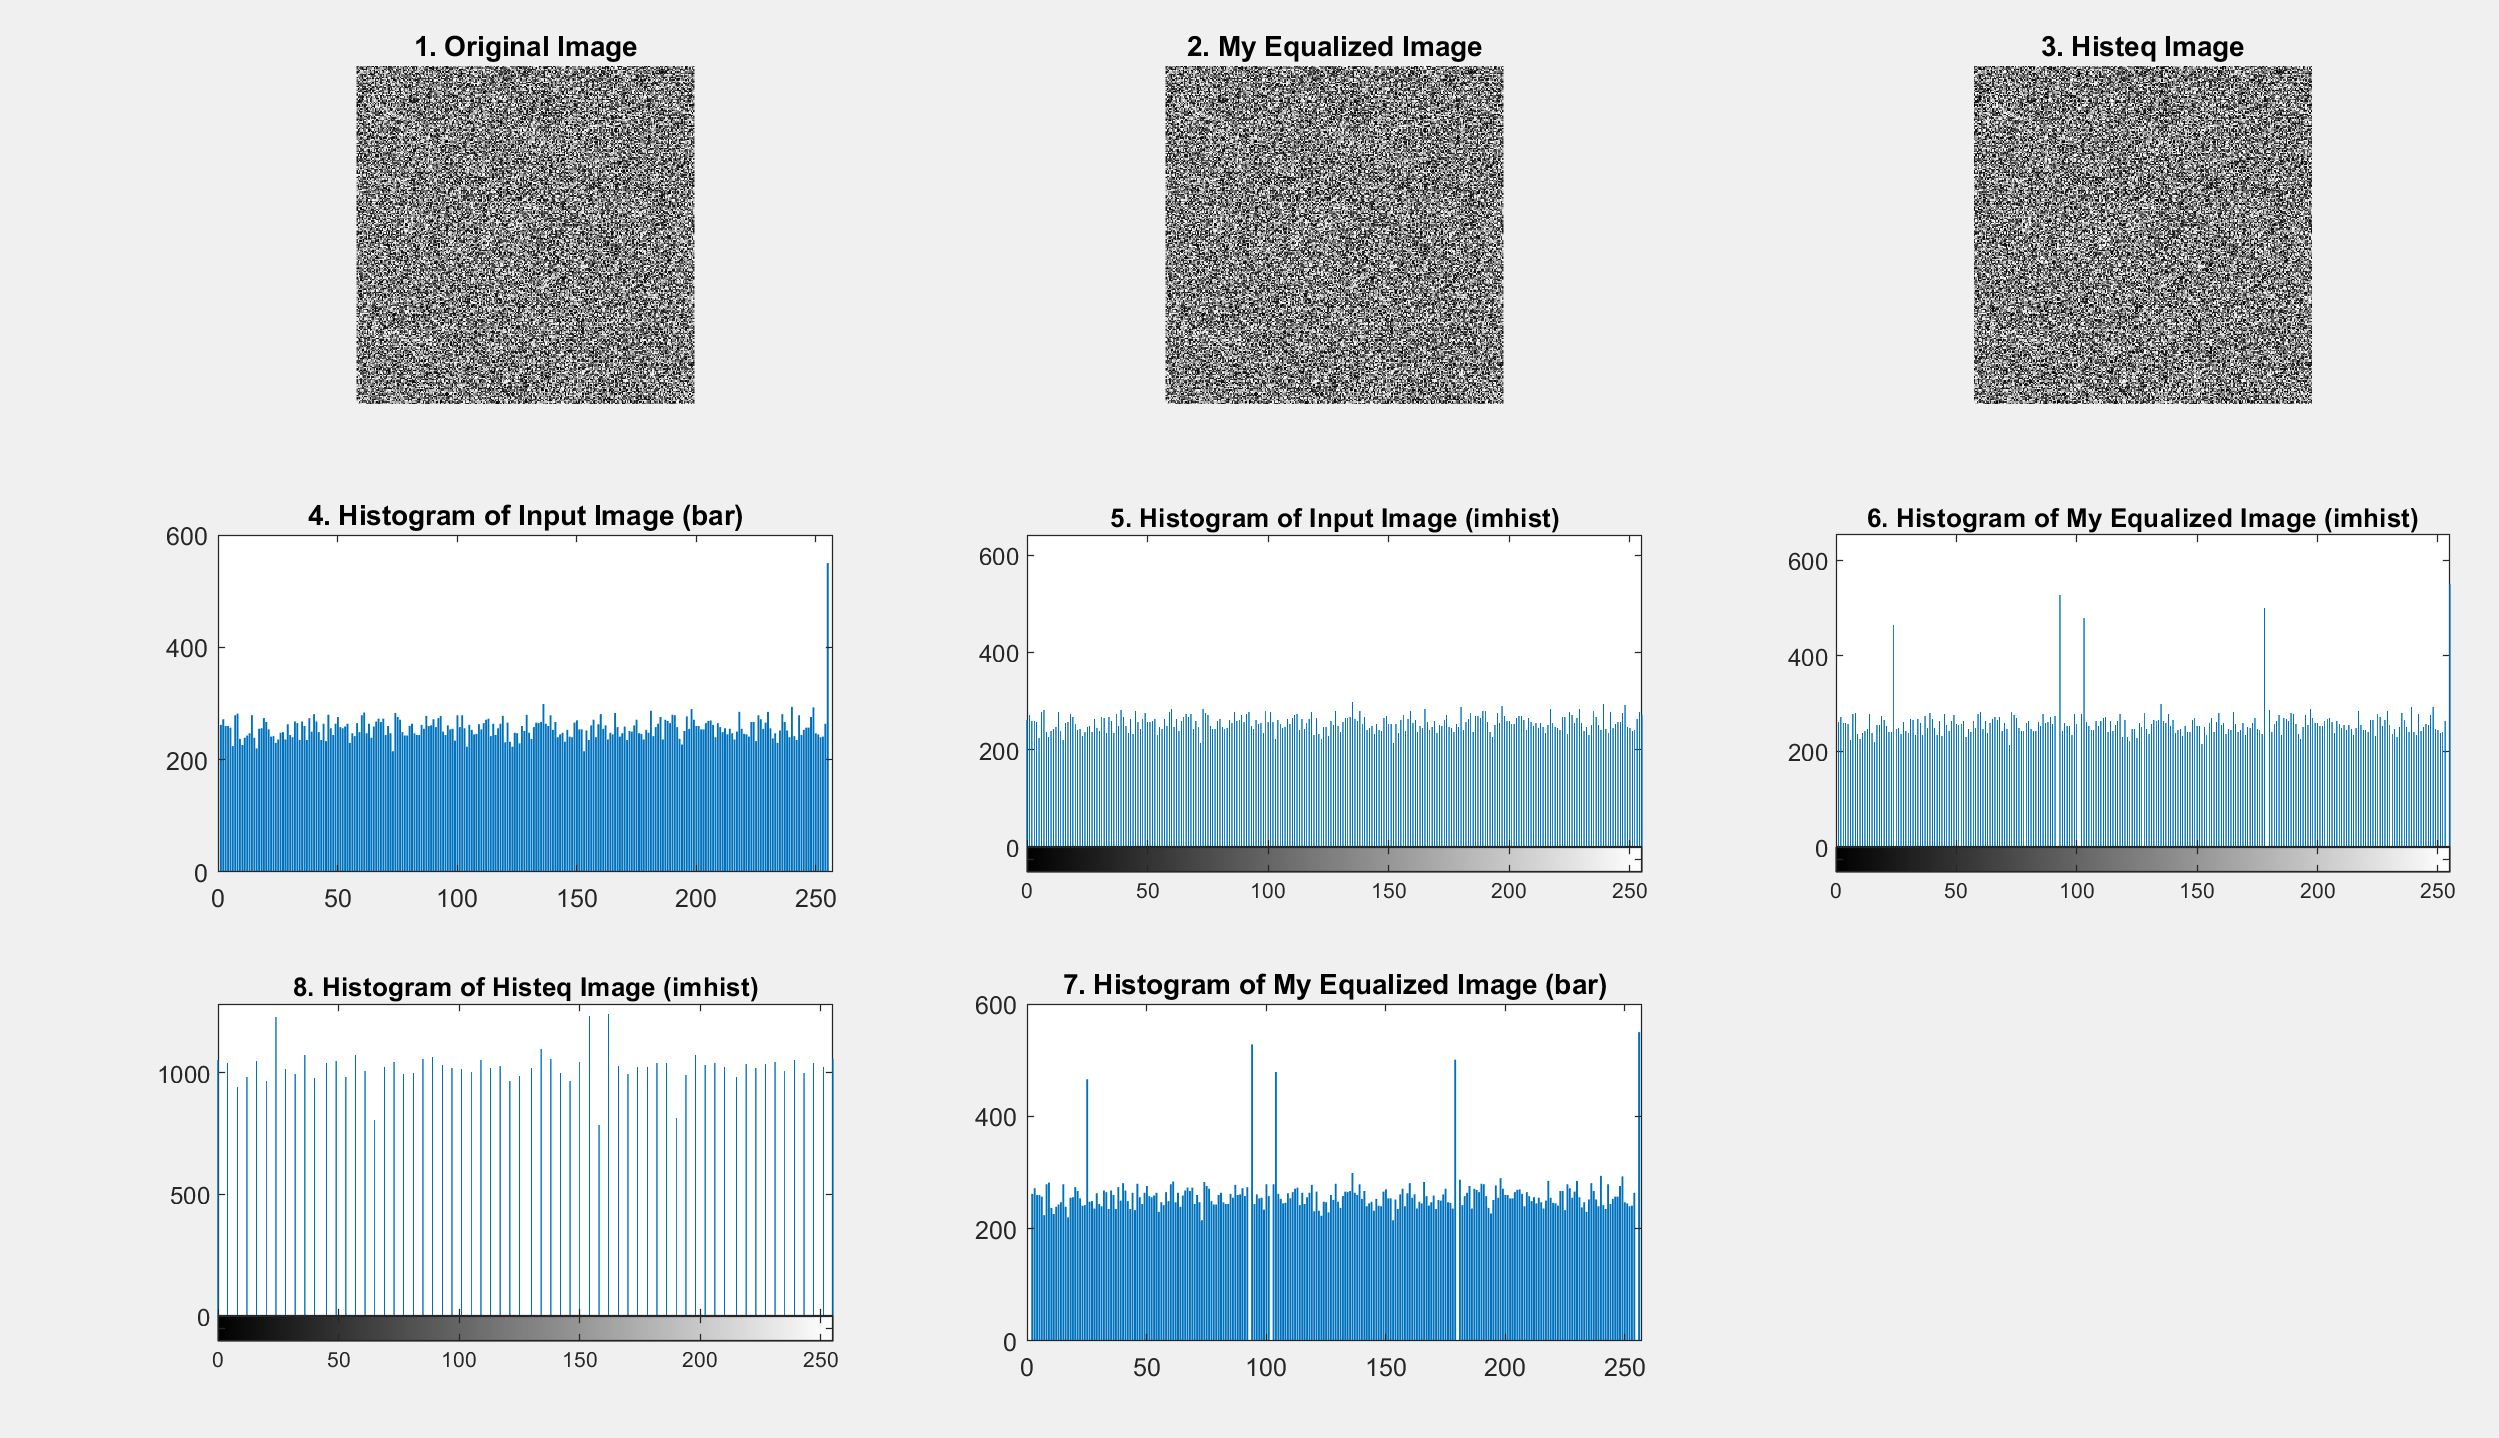 1. Original Image
2. My Equalized Image
3. Histeq Image
4. Histogram of Input Image (bar)
600
400
200
0
0 50 100 150 200 250
5. Histogram of Input Image (imhist)
600
400
200
0
0 50 100 150 200 250
6. Histogram of My Equalized Image (imhist)
600
400
200
0
0 50 100 150 200 250
8. Histogram of Histeq Image (imhist)
1000
500
0
0 50 100 150 200 250
7. Histogram of My Equalized Image (bar)
600
400
200
0
0 50 100 150 200 250